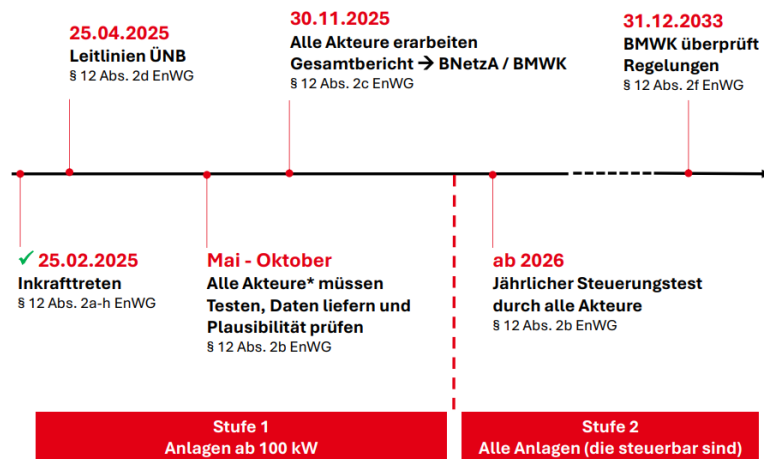 25.04.2025
Leitlinien ÜNB
§ 12 Abs. 2d EnWG
30.11.2025
Alle Akteure erarbeiten
Gesamtbericht → BNetzA / BMWK
§ 12 Abs. 2c EnWG
31.12.2033
BMWK überprüft
Regelungen
§ 12 Abs. 2f EnWG
✓ 25.02.2025
Inkrafttreten
§ 12 Abs. 2a-h EnWG
Mai - Oktober
Alle Akteure* müssen
Testen, Daten liefern und
Plausibilität prüfen
§ 12 Abs. 2b EnWG
ab 2026
Jährlicher Steuerungstest
durch alle Akteure
§ 12 Abs. 2b EnWG
Stufe 1
Anlagen ab 100 kW
Stufe 2
Alle Anlagen (die steuerbar sind)